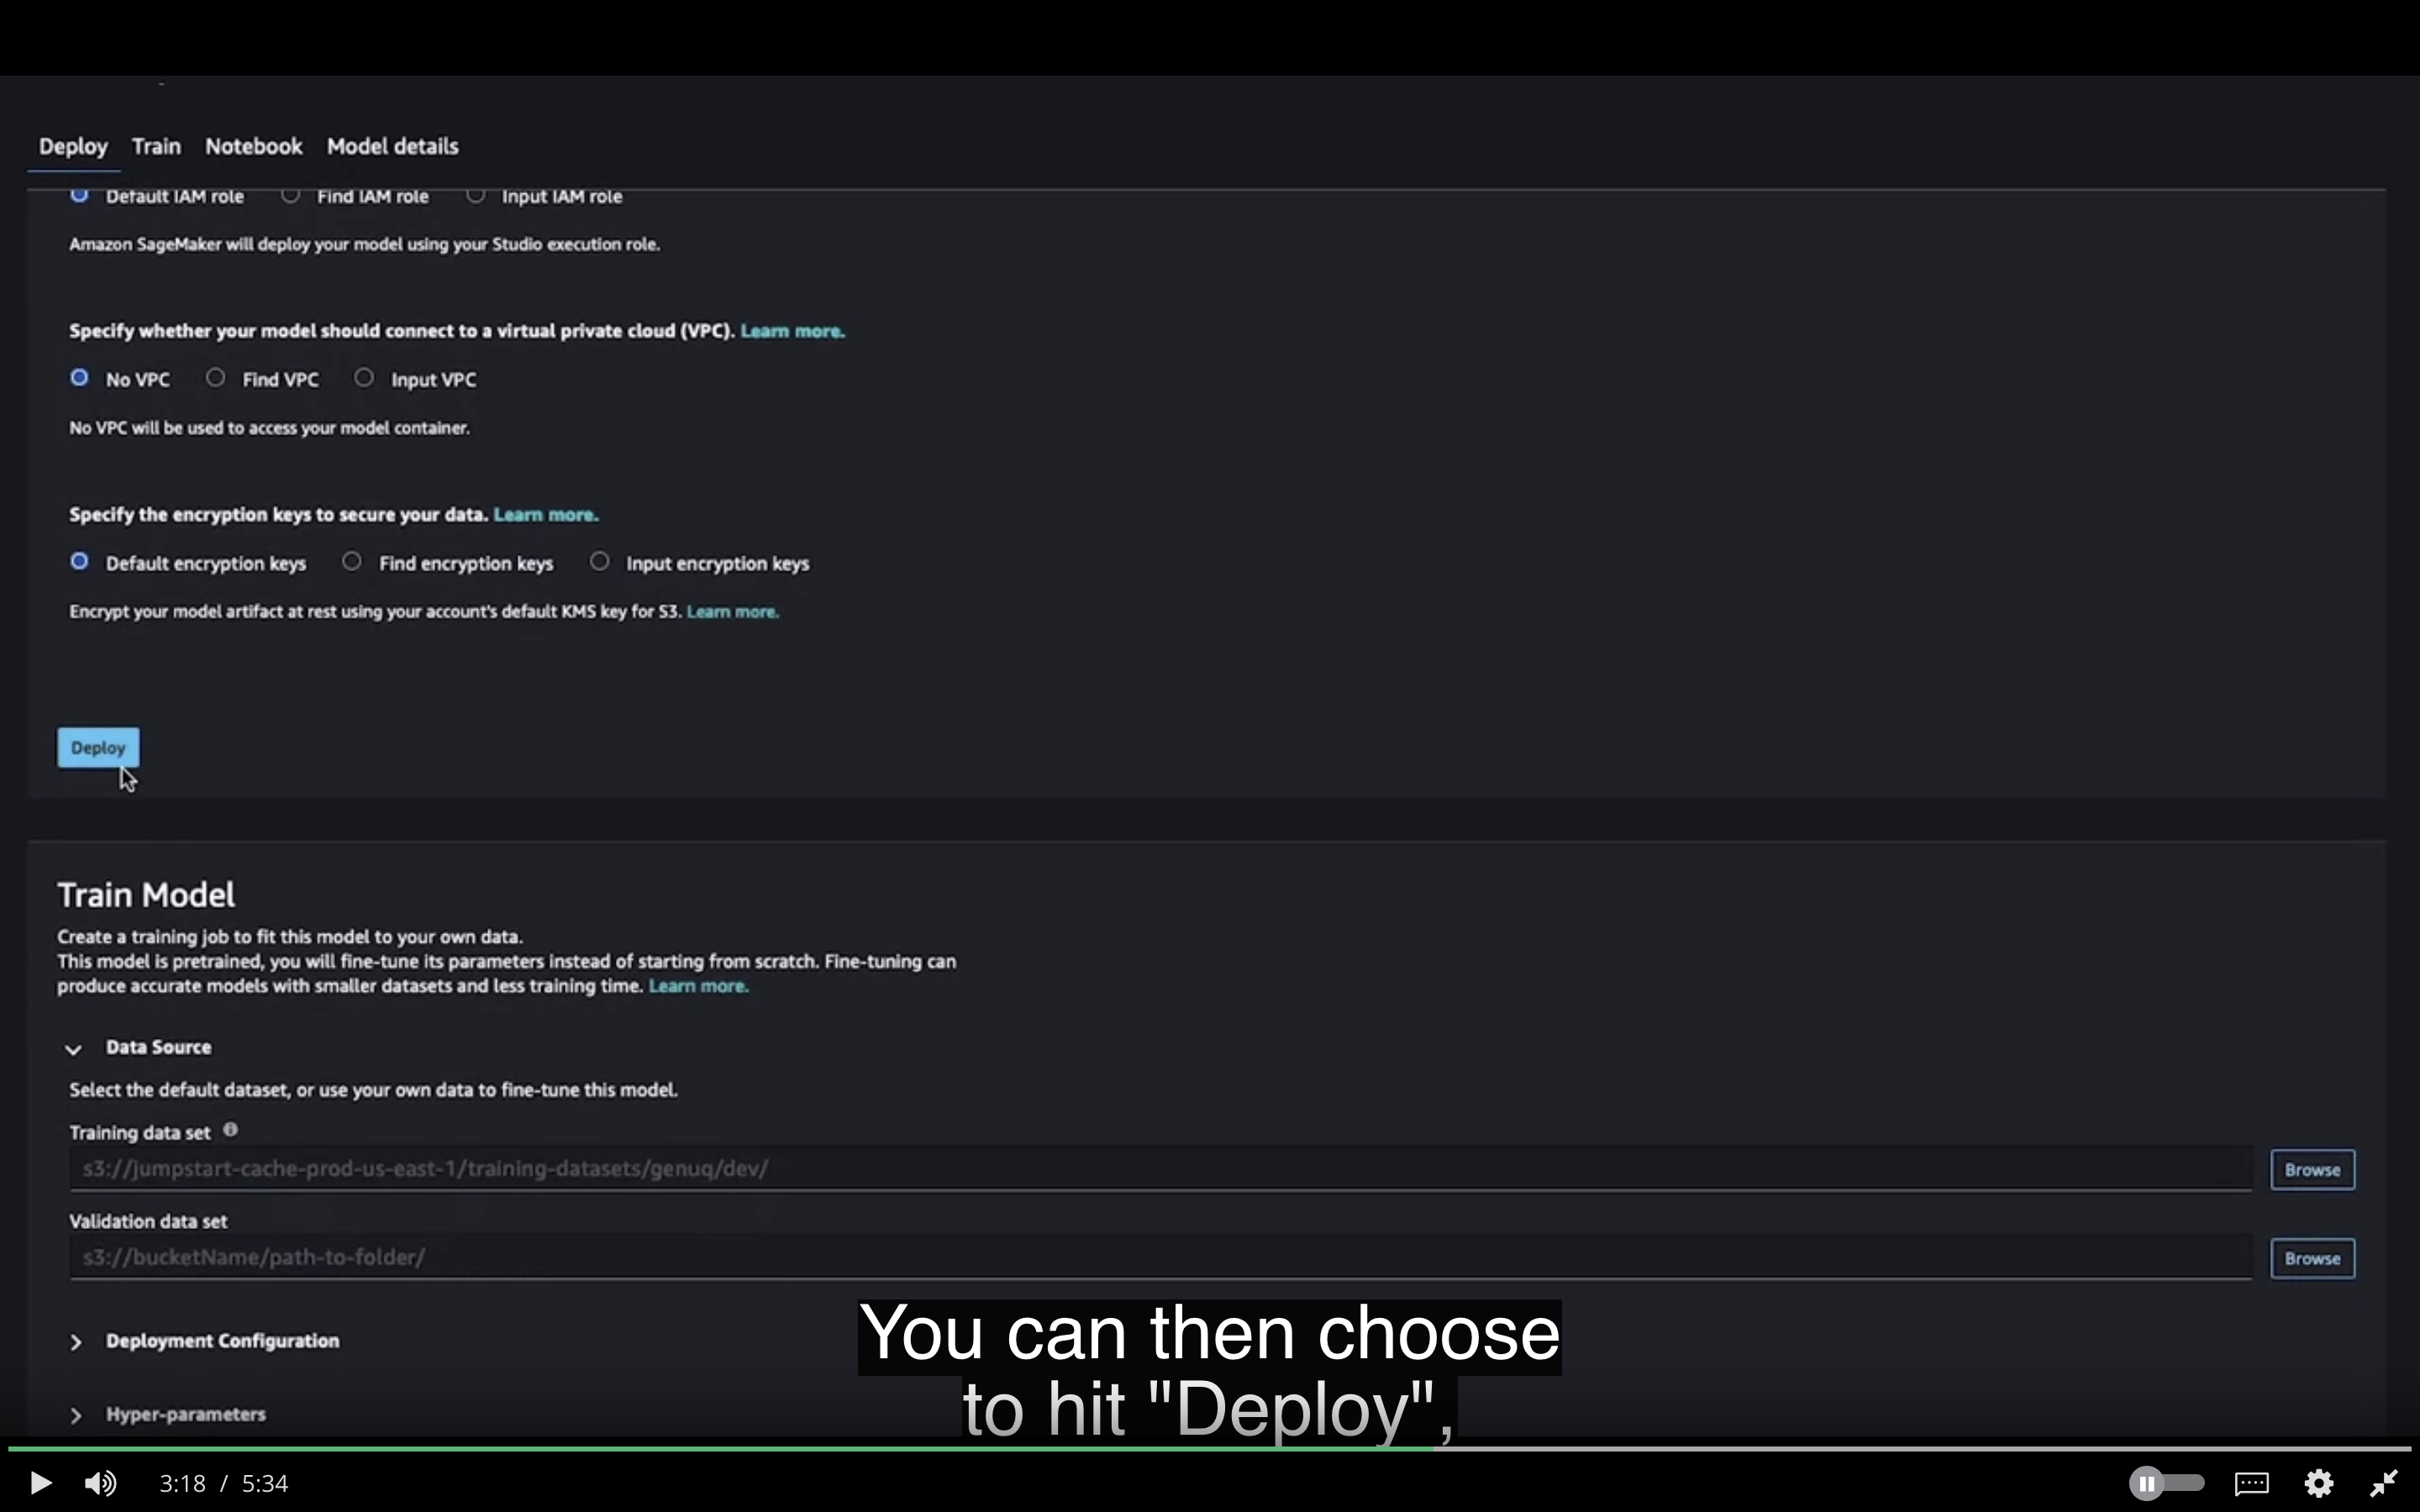 Deploy Train Notebook Model details
Default IAM role Find IAM role Input IAM role
Amazon SageMaker will deploy your model using your Studio execution role.
Specify whether your model should connect to a virtual private cloud (VPC). Learn more.
No VPC Find VPC Input VPC
No VPC will be used to access your model container.
Specify the encryption keys to secure your data. Learn more.
Default encryption keys Find encryption keys Input encryption keys
Encrypt your model artifact at rest using your account's default KMS key for S3. Learn more.
Deploy
Train Model
Create a training job to fit this model to your own data.
This model is pretrained, you will fine-tune its parameters instead of starting from scratch. Fine-tuning can
produce accurate models with smaller datasets and less training time. Learn more.
Data Source
Select the default dataset, or use your own data to fine-tune this model.
Training data set
s3://jumpstart-cache-prod-us-east-1/training-datasets/genuq/dev/
Browse
Validation data set
s3://bucketName/path-to-folder/
Browse
Deployment Configuration
Hyper-parameters
You can then choose
to hit "Deploy",
3:18 / 5:34